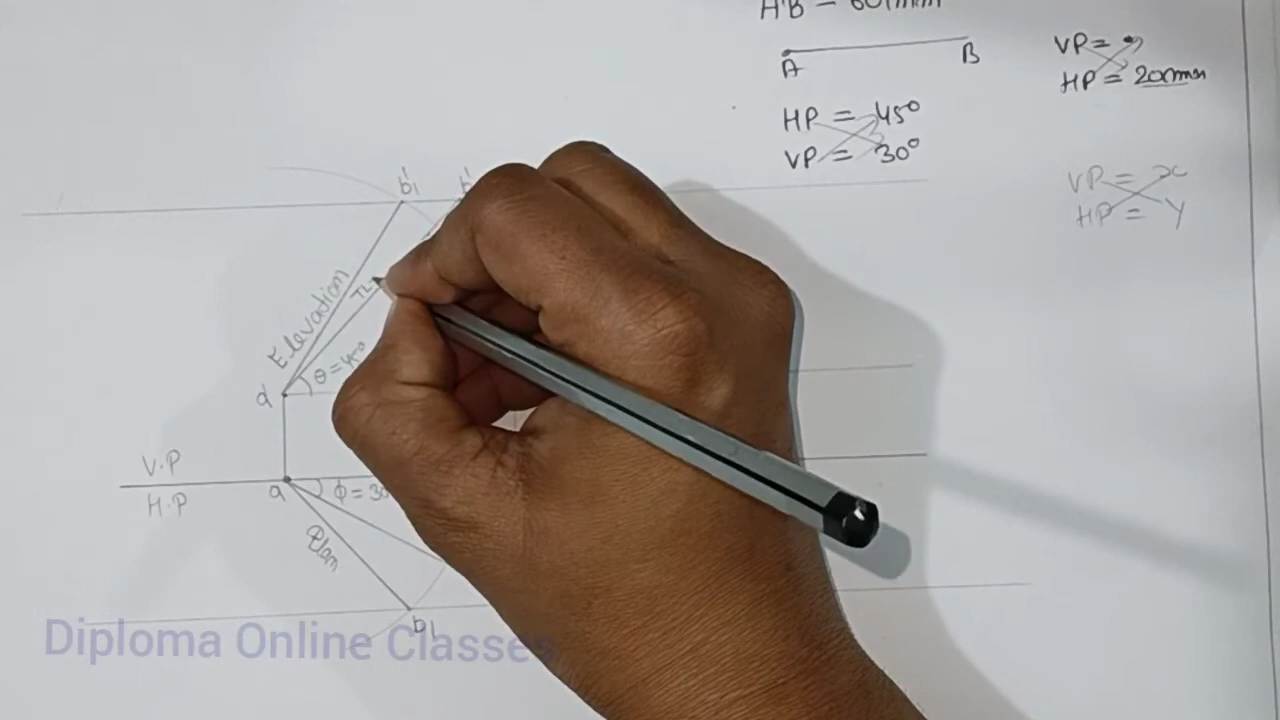 A'B = 60mm
A B
HP = 45°
VP = 30°
VP = •
HP = 20mm
VP = x
HP = y
b'1 b'
Elevation
TL
θ = 45°
a'
V.P
H.P
a
φ = 30
Plan
b1
Diploma Online Classes